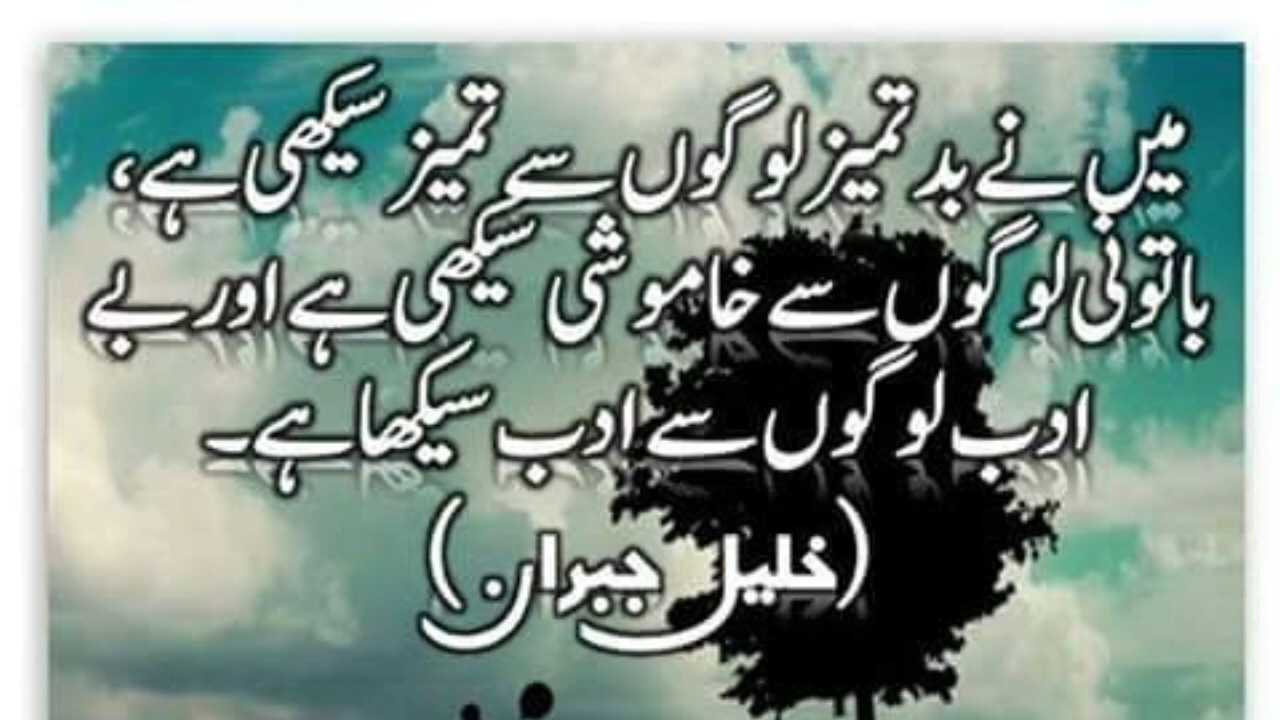 میں نے بد تمیز لوگوں سے تمیز سیکھی ہے،
باتونی لوگوں سے خاموشی سیکھی ہے اور بے
ادب لوگوں سے ادب سیکھا ہے۔
(خلیل جبران)